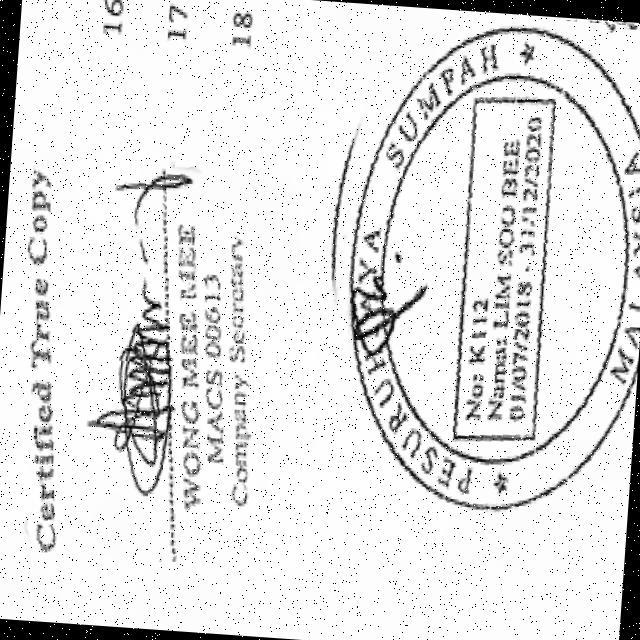 16
17
18
Certified True Copy
WONG MEE MEE
MACS 00613
Company Secretary
PESURUHJAYA SUMPAH
No: K112
Nama: LIM SOO BEE
01/07/2018 - 31/12/2020